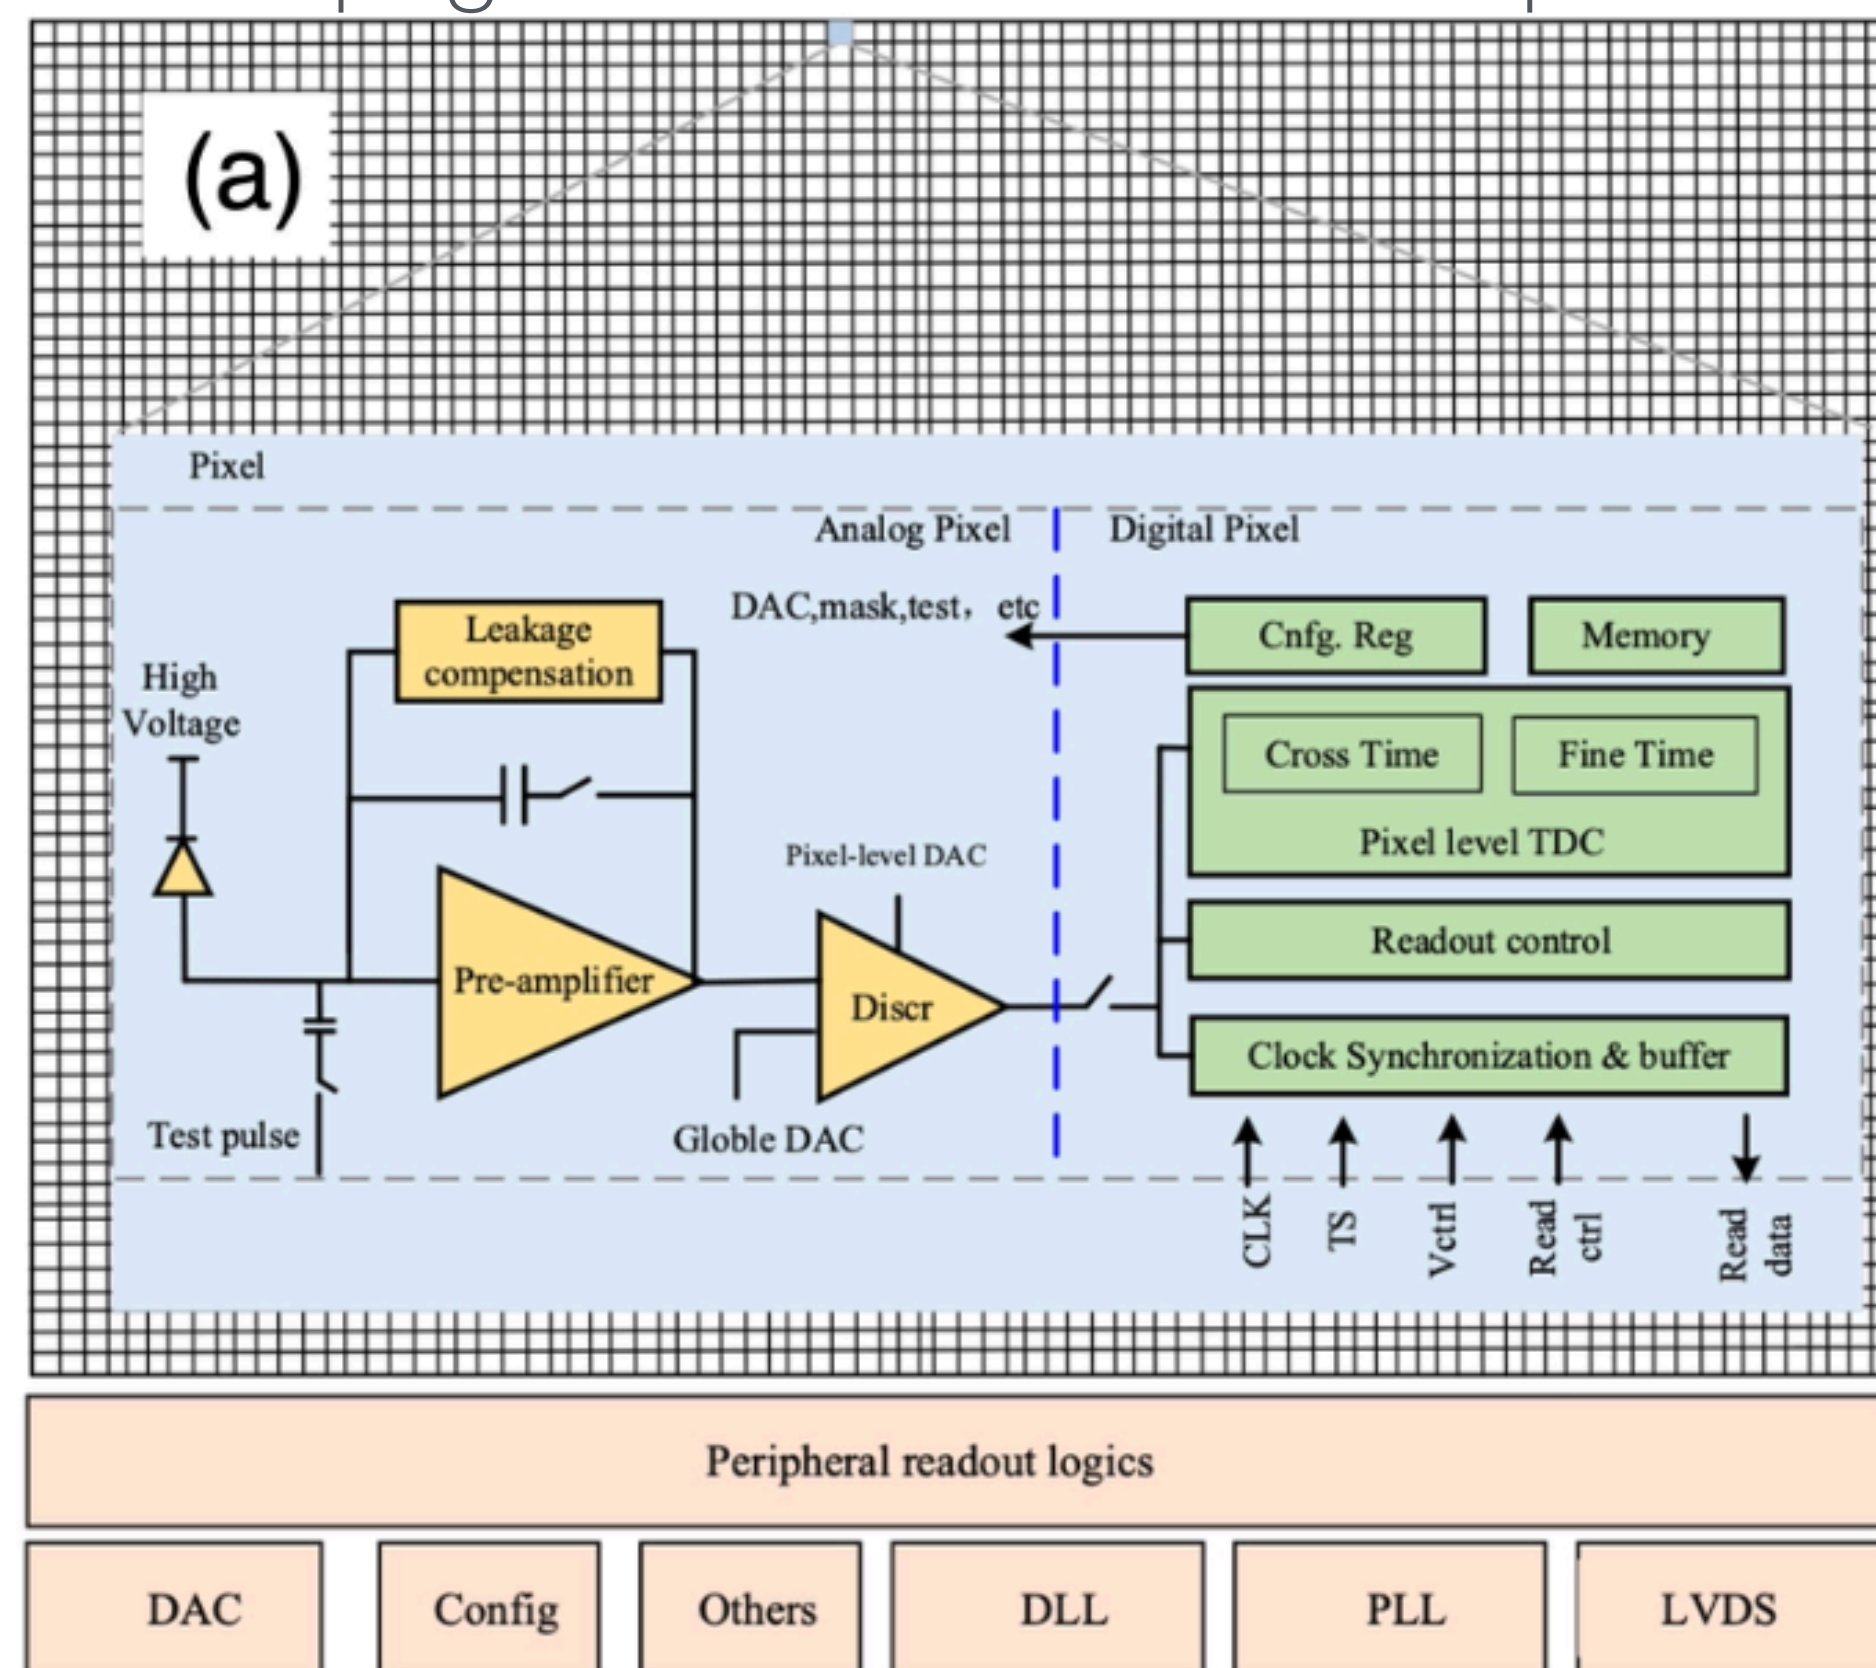 (a)
Pixel
Analog Pixel
Digital Pixel
DAC,mask,test，etc
Cnfg. Reg
Memory
Leakage
compensation
High
Voltage
Cross Time
Fine Time
Pixel level TDC
Pixel-level DAC
Readout control
Pre-amplifier
Discr
Clock Synchronization & buffer
Test pulse
Globle DAC
CLK
TS
Vctrl
Read
ctrl
Read
data
Peripheral readout logics
DAC
Config
Others
DLL
PLL
LVDS